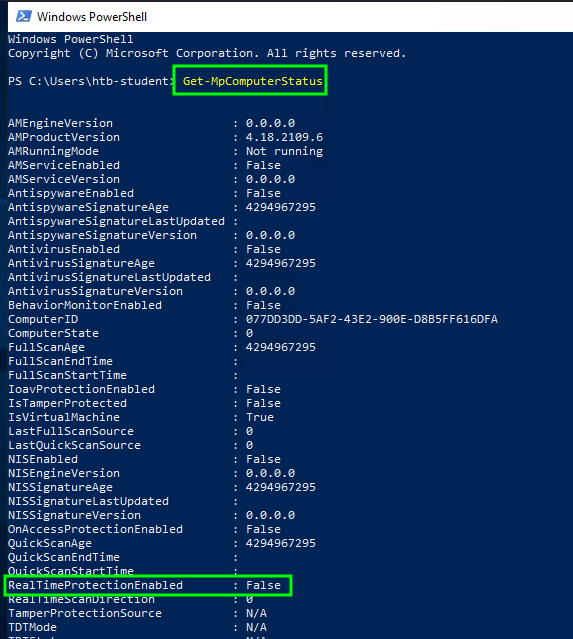 Windows PowerShell
Windows PowerShell
Copyright (C) Microsoft Corporation. All rights reserved.
PS C:\Users\htb-student> Get-MpComputerStatus
AMEngineVersion : 0.0.0.0
AMProductVersion : 4.18.2109.6
AMRunningMode : Not running
AMServiceEnabled : False
AMServiceVersion : 0.0.0.0
AntispywareEnabled : False
AntispywareSignatureAge : 4294967295
AntispywareSignatureLastUpdated :
AntispywareSignatureVersion : 0.0.0.0
AntivirusEnabled : False
AntivirusSignatureAge : 4294967295
AntivirusSignatureLastUpdated :
AntivirusSignatureVersion : 0.0.0.0
BehaviorMonitorEnabled : False
ComputerID : 077DD3DD-5AF2-43E2-900E-D8B5FF616DFA
ComputerState : 0
FullScanAge : 4294967295
FullScanEndTime :
FullScanStartTime :
IoavProtectionEnabled : False
IsTamperProtected : False
IsVirtualMachine : True
LastFullScanSource : 0
LastQuickScanSource : 0
NISEnabled : False
NISEngineVersion : 0.0.0.0
NISSignatureAge : 4294967295
NISSignatureLastUpdated :
NISSignatureVersion : 0.0.0.0
OnAccessProtectionEnabled : False
QuickScanAge : 4294967295
QuickScanEndTime :
QuickScanStartTime :
RealTimeProtectionEnabled : False
RealTimeScanDirection : 0
TamperProtectionSource : N/A
TDTMode : N/A